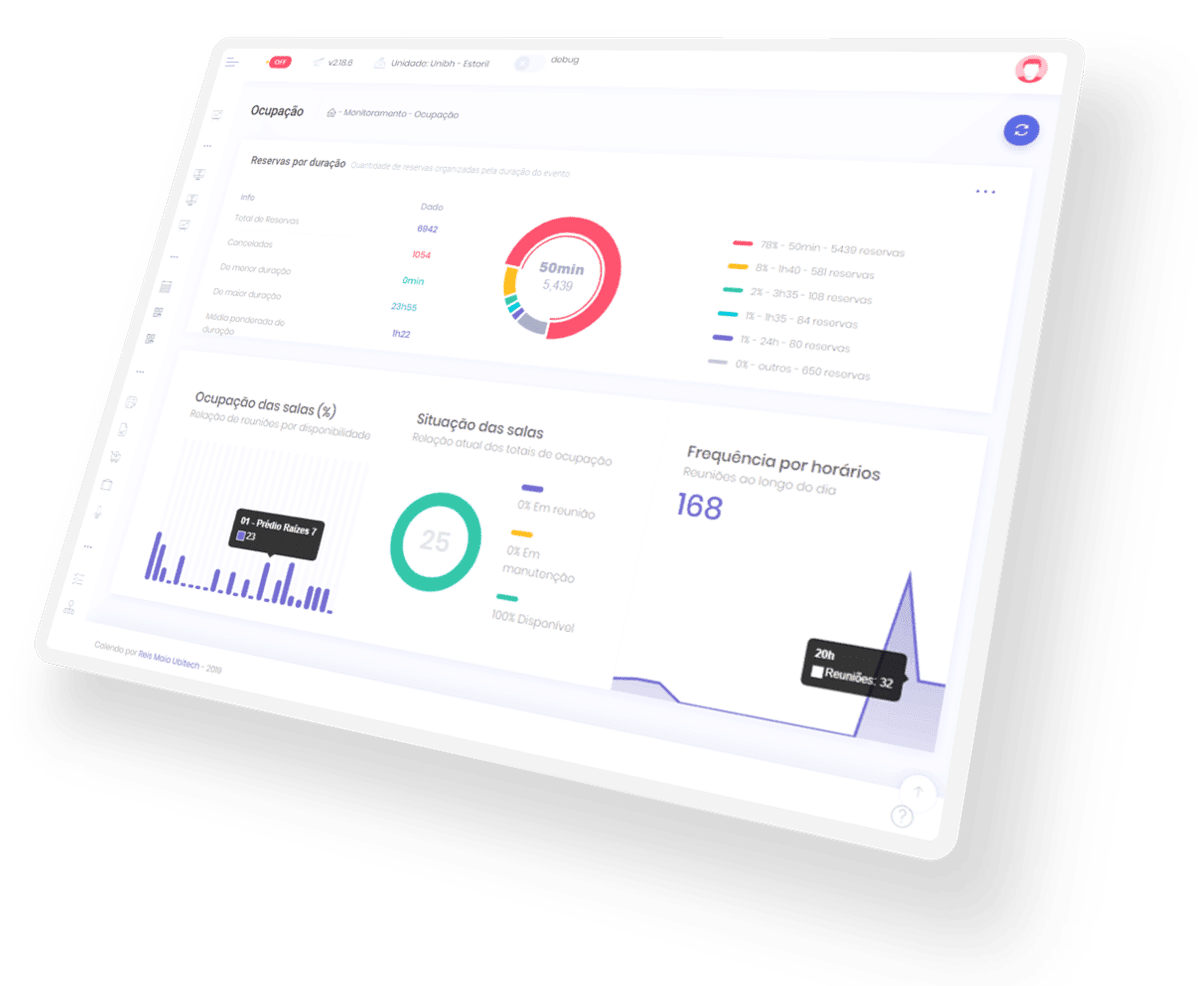 OFF
v2.18.6
Unidade: Unibh - Estoril
debug
Ocupação
- Monitoramanto - Ocupação
Reservas por duração Quantidade de reservas organizadas pela duração do evento
Info
Dado
Total de Reservas
6942
Canceladas
1054
De menor duração
0min
De maior duração
23h55
Média ponderada de
duração
1h22
50min
5,439
78% - 50min - 5439 reservas
8% - 1h40 - 581 reservas
2% - 3h35 - 108 reservas
1% - 1h35 - 84 reservas
1% - 24h - 80 reservas
0% - outros - 650 reservas
Ocupação das salas (%)
Relação de reuniões por disponibilidade
01 - Prédio Raízes 7
23
Situação das salas
Relação atual dos totais de ocupação
25
0% Em reunião
0% Em
manutenção
100% Disponível
Frequência por horários
Reuniões ao longo do dia
168
20h
Reuniões: 32
?
Colenda por Reis Maia Ubitech - 2019